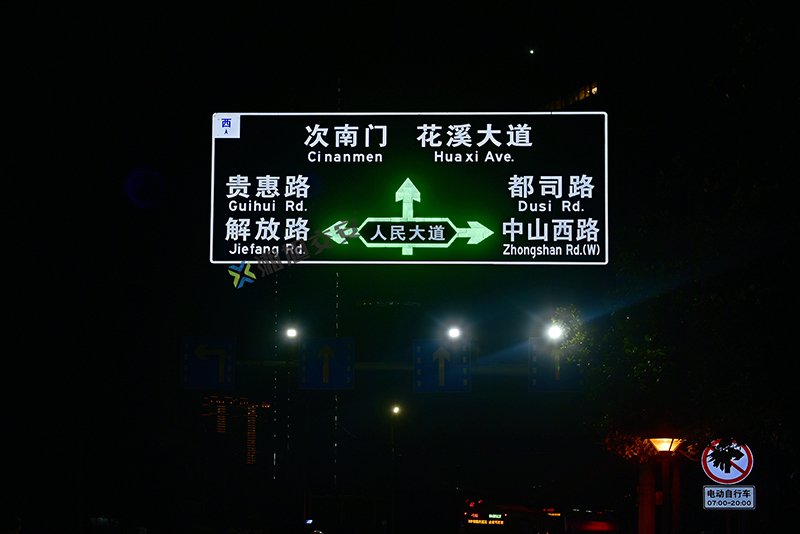 西
次南门 花溪大道
Cinanmen Huaxi Ave.
贵惠路 都司路
Guihui Rd. Dusi Rd.
解放路 人民大道 中山西路
Jiefang Rd. Zhongshan Rd.(W)
电动自行车
07:00-20:00